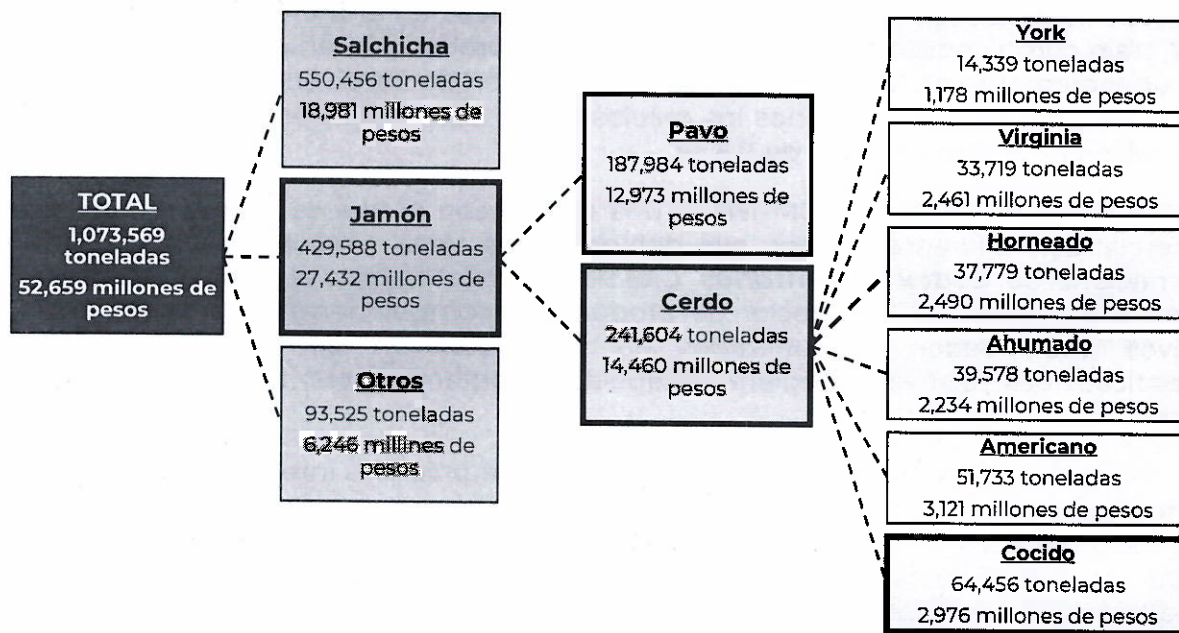 TOTAL
1,073,569
toneladas
52,659 millones de
pesos
Salchicha
550,456 toneladas
18,981 millones de
pesos
Jamón
429,588 toneladas
27,432 millones de
pesos
Otros
93,525 toneladas
6,246 millines de
pesos
Pavo
187,984 toneladas
12,973 millones de
pesos
Cerdo
241,604 toneladas
14,460 millones de
pesos
York
14,339 toneladas
1,178 millones de pesos
Virginia
33,719 toneladas
2,461 millones de pesos
Horneado
37,779 toneladas
2,490 millones de pesos
Ahumado
39,578 toneladas
2,234 millones de pesos
Americano
51,733 toneladas
3,121 millones de pesos
Cocido
64,456 toneladas
2,976 millones de pesos